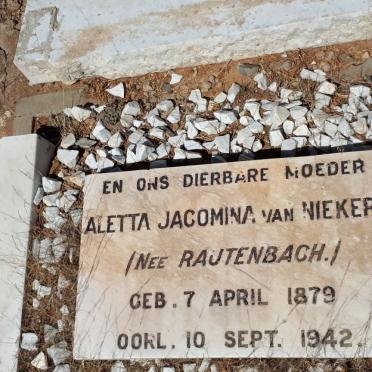 EN ONS DIERBARE MOEDER
ALETTA JACOMINA VAN NIEKER
(NEE RAUTENBACH.)
GEB. 7 APRIL 1879
OORL. 10 SEPT. 1942.